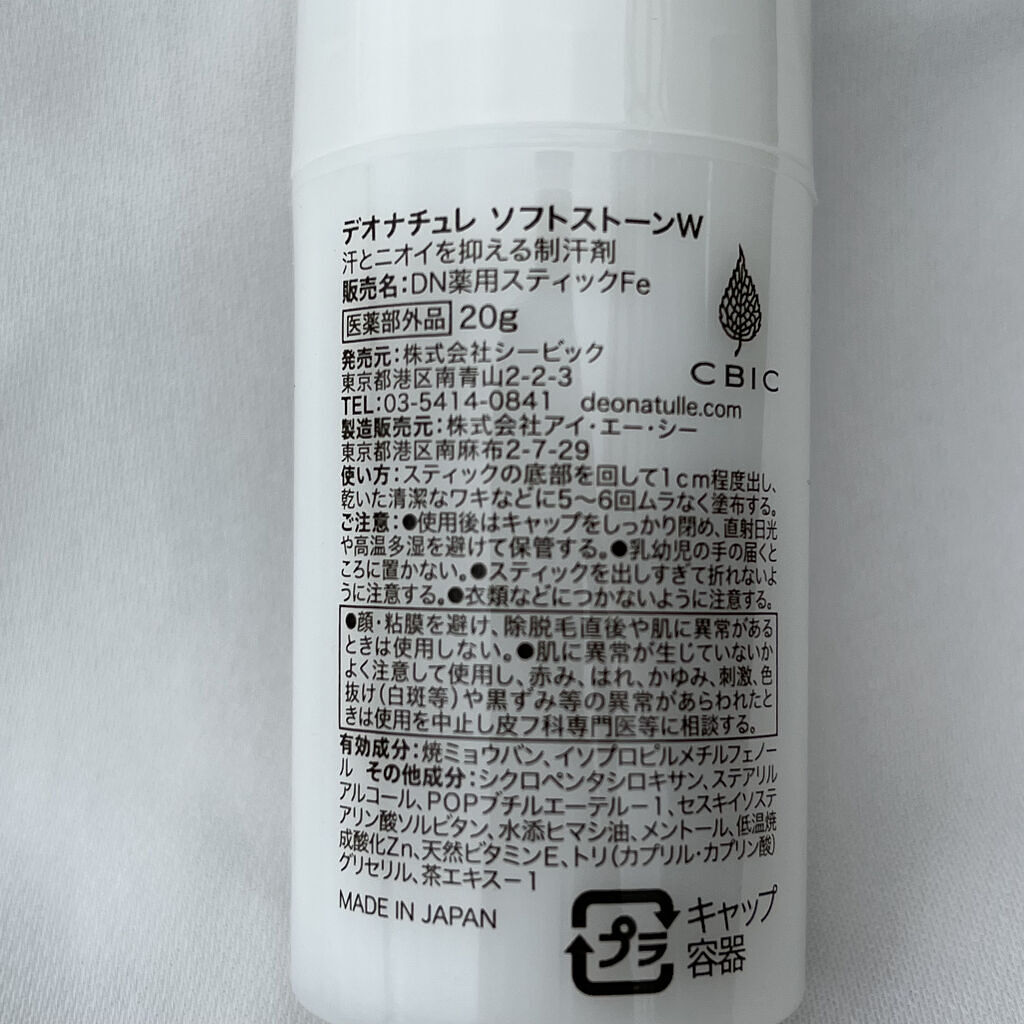 デオナチュレ ソフトストーンW
汗とニオイを抑える制汗剤
販売名:DN薬用スティックFe
医薬部外品 20g
発売元:株式会社シービック
東京都港区南青山2-2-3
CBIC
TEL:03-5414-0841 deonatulle.com
製造販売元:株式会社アイ・エー・シー
東京都港区南麻布2-7-29
使い方:スティックの底部を回して1cm程度出し、
乾いた清潔なワキなどに5〜6回ムラなく塗布する。
ご注意:●使用後はキャップをしっかり閉め、直射日光
や高温多湿を避けて保管する。●乳幼児の手の届くと
ころに置かない。●スティックを出しすぎて折れないよ
うに注意する。●衣類などにつかないように注意する。
●顔・粘膜を避け、除脱毛直後や肌に異常がある
ときは使用しない。●肌に異常が生じていないか
よく注意して使用し、赤み、はれ、かゆみ、刺激、色
抜け(白斑等)や黒ずみ等の異常があらわれたと
きは使用を中止し皮フ科専門医等に相談する。
有効成分:焼ミョウバン、イソプロピルメチルフェノー
ル その他成分:シクロペンタシロキサン、ステアリル
アルコール、POPブチルエーテル-1、セスキイソステ
アリン酸ソルビタン、水添ヒマシ油、メントール、低温焼
成酸化Zn、天然ビタミンE、トリ(カプリル・カプリン酸)
グリセリル、茶エキス-1
MADE IN JAPAN
プラ
キャップ
容器